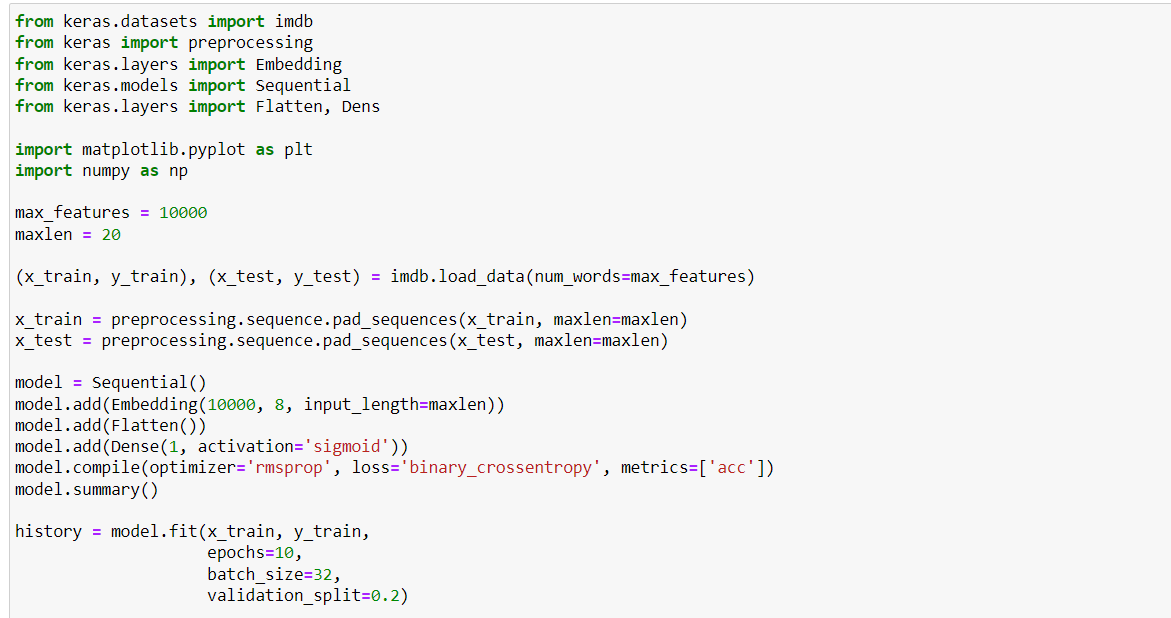 from keras.datasets import imdb
from keras import preprocessing
from keras.layers import Embedding
from keras.models import Sequential
from keras.layers import Flatten, Dens
import matplotlib.pyplot as plt
import numpy as np
max_features = 10000
maxlen = 20
(x_train, y_train), (x_test, y_test) = imdb.load_data(num_words=max_features)
x_train = preprocessing.sequence.pad_sequences(x_train, maxlen=maxlen)
x_test = preprocessing.sequence.pad_sequences(x_test, maxlen=maxlen)
model = Sequential()
model.add(Embedding(10000, 8, input_length=maxlen))
model.add(Flatten())
model.add(Dense(1, activation='sigmoid'))
model.compile(optimizer='rmsprop', loss='binary_crossentropy', metrics=['acc'])
model.summary()
history = model.fit(x_train, y_train,
                    epochs=10,
                    batch_size=32,
                    validation_split=0.2)